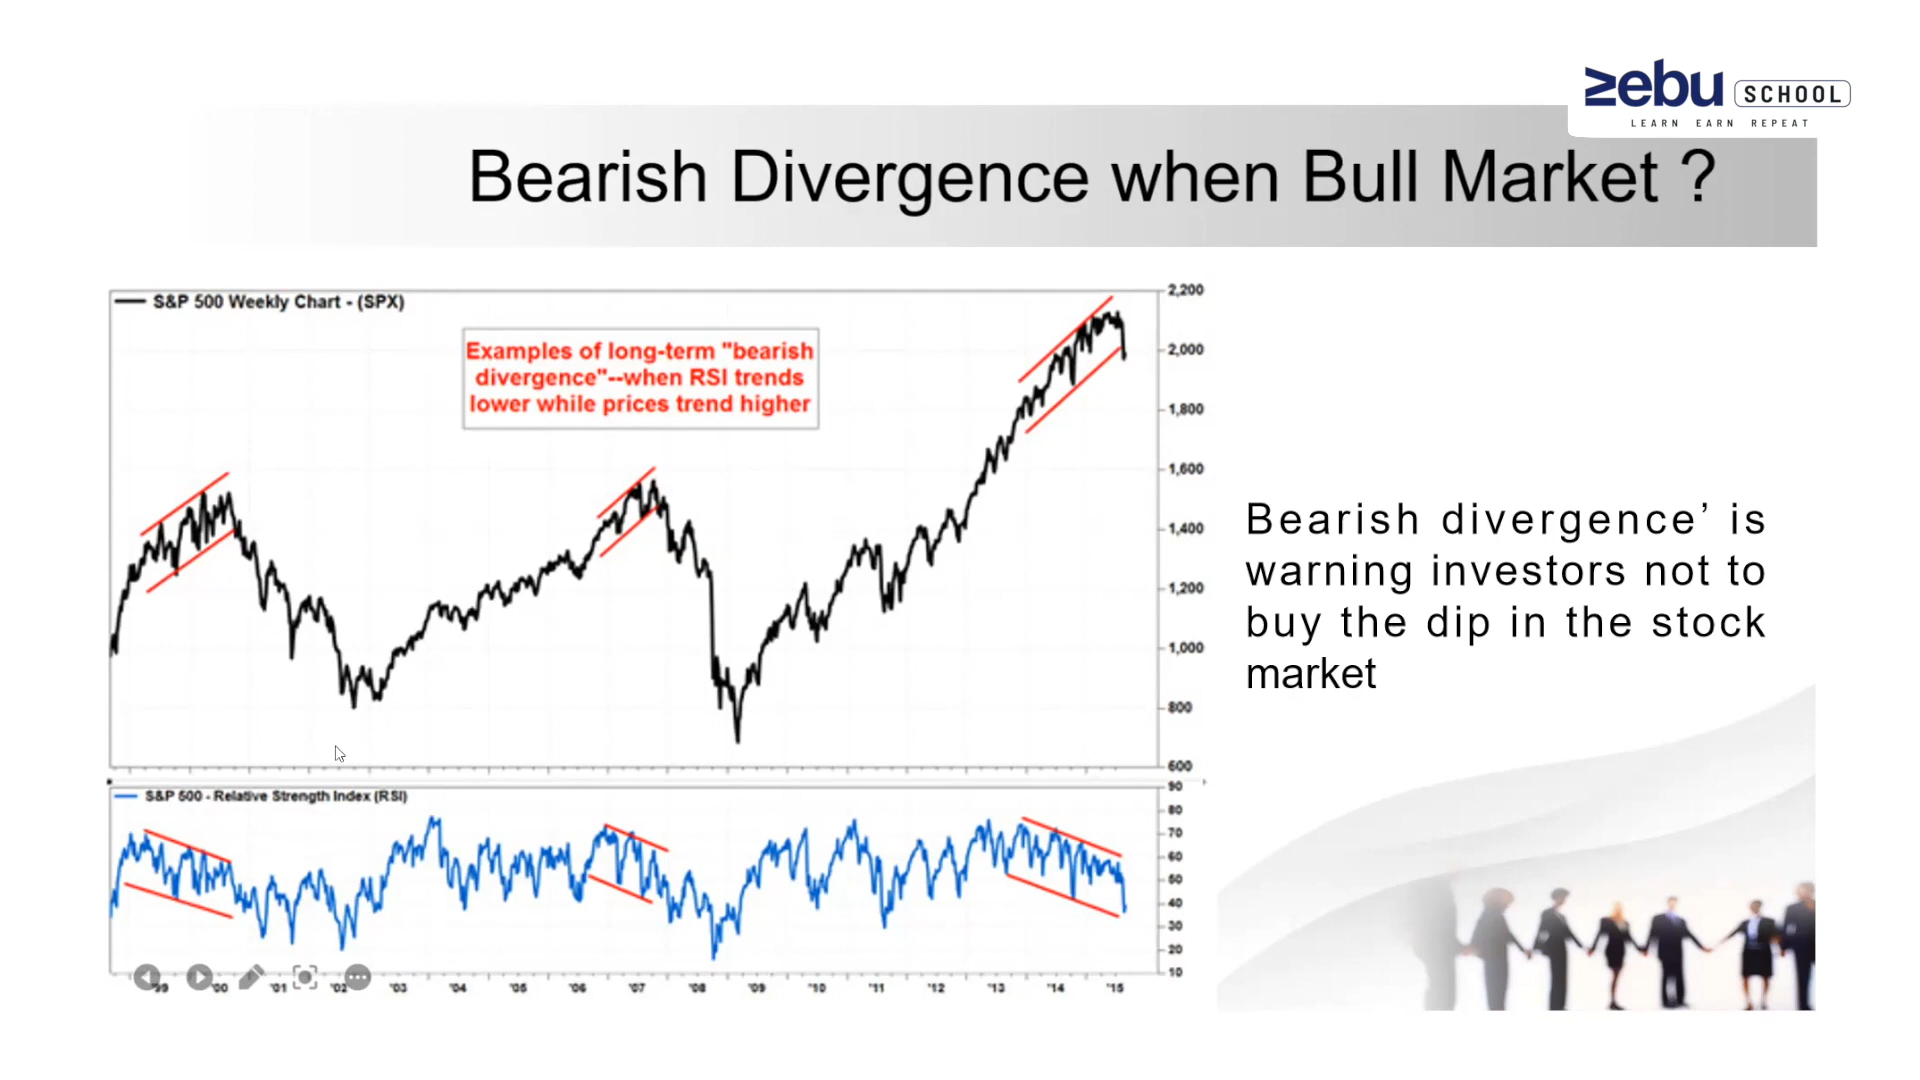 zebu SCHOOL
LEARN EARN REPEAT
Bearish Divergence when Bull Market ?
S&P 500 Weekly Chart - (SPX)
Examples of long-term "bearish
divergence"--when RSI trends
lower while prices trend higher
2,200
2,000
1,800
1,600
1,400
1,200
1,000
800
600
Bearish divergence’ is
warning investors not to
buy the dip in the stock
market
S&P 500 - Relative Strength Index (RSI)
90
80
70
60
50
40
30
20
10
'99 '00 '01 '02 '03 '04 '05 '06 '07 '08 '09 '10 '11 '12 '13 '14 '15